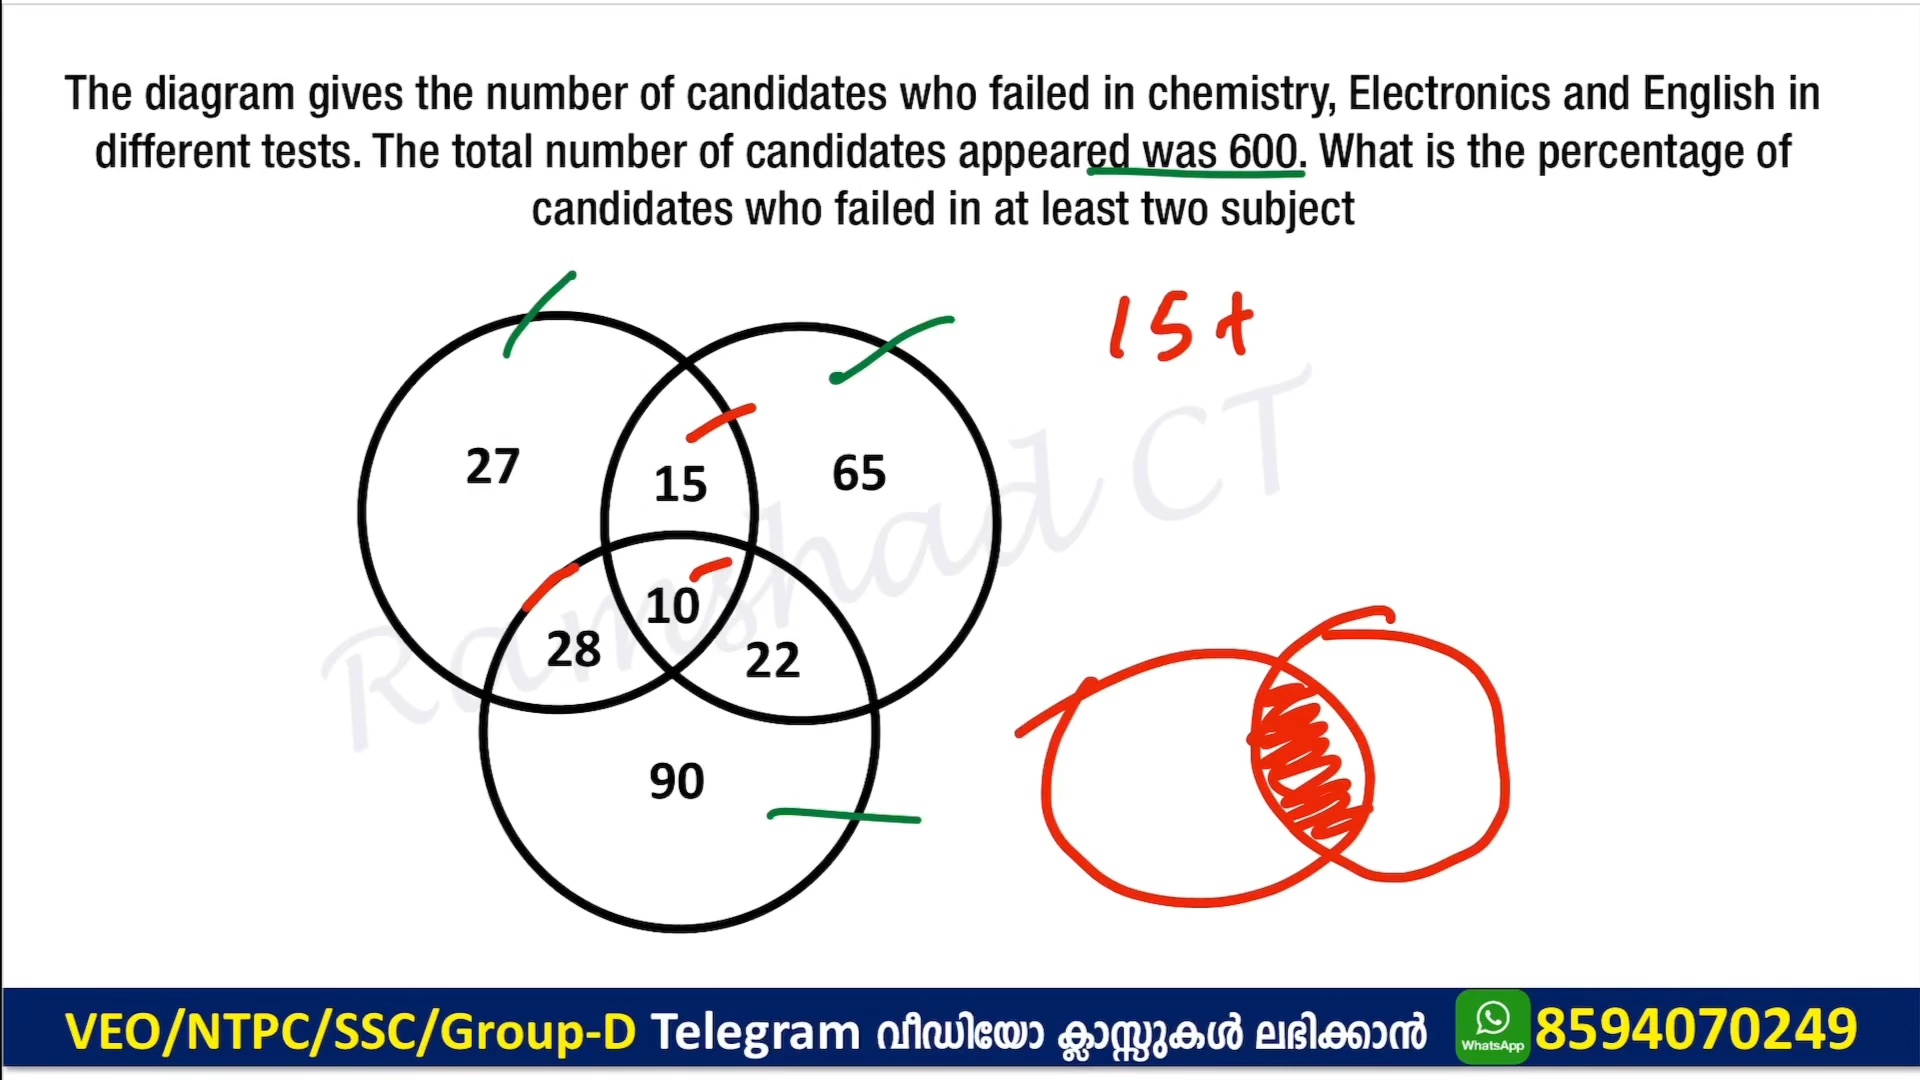 The diagram gives the number of candidates who failed in chemistry, Electronics and English in
different tests. The total number of candidates appeared was 600. What is the percentage of
candidates who failed in at least two subject
15+
27
15
65
10
28
22
90
Ramshad CT
VEO/NTPC/SSC/Group-D Telegram വീഡിയോ ക്ലാസ്സുകൾ ലഭിക്കാൻ WhatsApp 8594070249